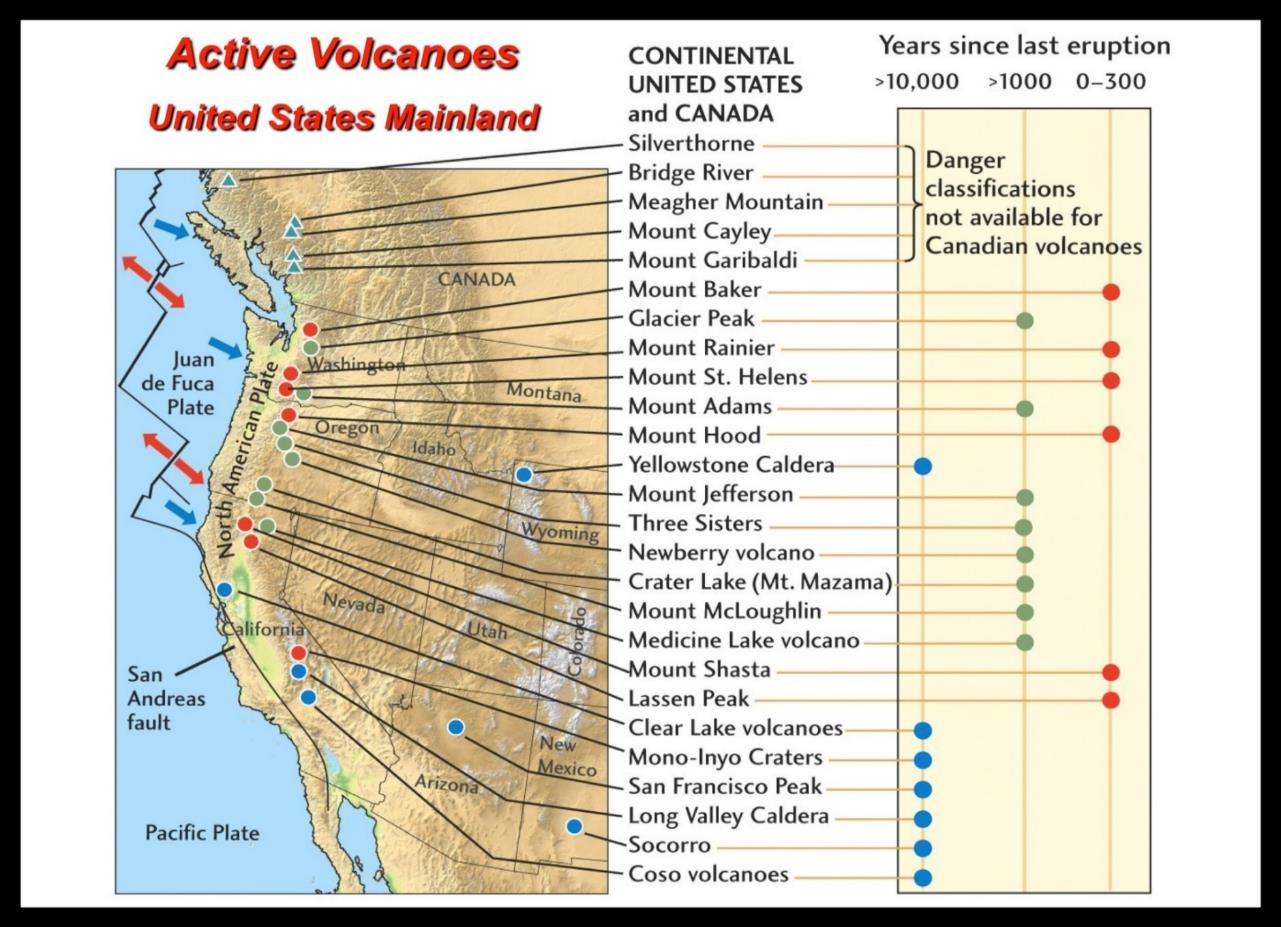 Active Volcanoes
United States Mainland
CONTINENTAL
UNITED STATES
and CANADA
Years since last eruption
>10,000 >1000 0–300
Silverthorne
Bridge River
Meagher Mountain
Mount Cayley
Mount Garibaldi
Mount Baker
Glacier Peak
Mount Rainier
Mount St. Helens
Mount Adams
Mount Hood
Yellowstone Caldera
Mount Jefferson
Three Sisters
Newberry volcano
Crater Lake (Mt. Mazama)
Mount McLoughlin
Medicine Lake volcano
Mount Shasta
Lassen Peak
Clear Lake volcanoes
Mono-Inyo Craters
San Francisco Peak
Long Valley Caldera
Socorro
Coso volcanoes
Danger
classifications
not available for
Canadian volcanoes
CANADA
Washington
Montana
Juan
de Fuca
Plate
North American Plate
Oregon
Idaho
Wyoming
Nevada
Utah
Colorado
California
San
Andreas
fault
New
Mexico
Arizona
Pacific Plate